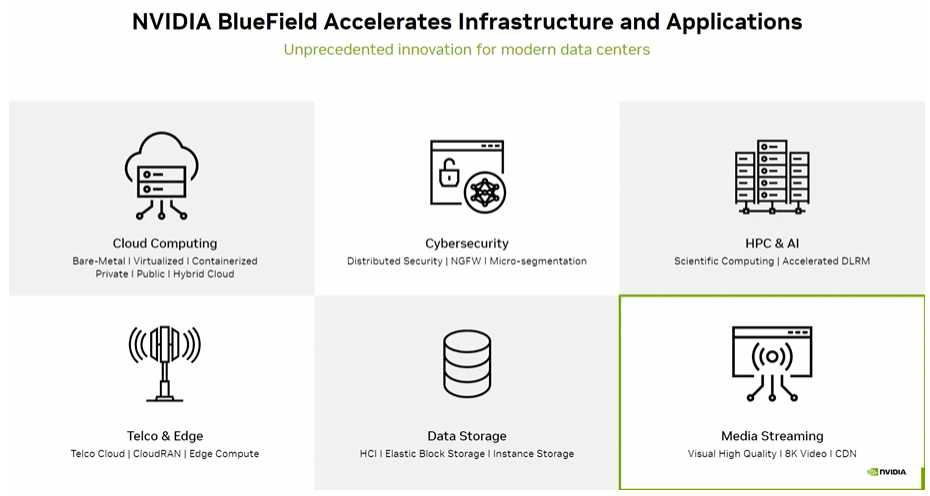 NVIDIA BlueField Accelerates Infrastructure and Applications
Unprecedented innovation for modern data centers
Cloud Computing
Bare-Metal | Virtualized | Containerized
Private | Public | Hybrid Cloud
Cybersecurity
Distributed Security | NGFW | Micro-segmentation
HPC & AI
Scientific Computing | Accelerated DLRM
Telco & Edge
Telco Cloud | CloudRAN | Edge Compute
Data Storage
HCI | Elastic Block Storage | Instance Storage
Media Streaming
Visual High Quality | 8K Video | CDN
NVIDIA